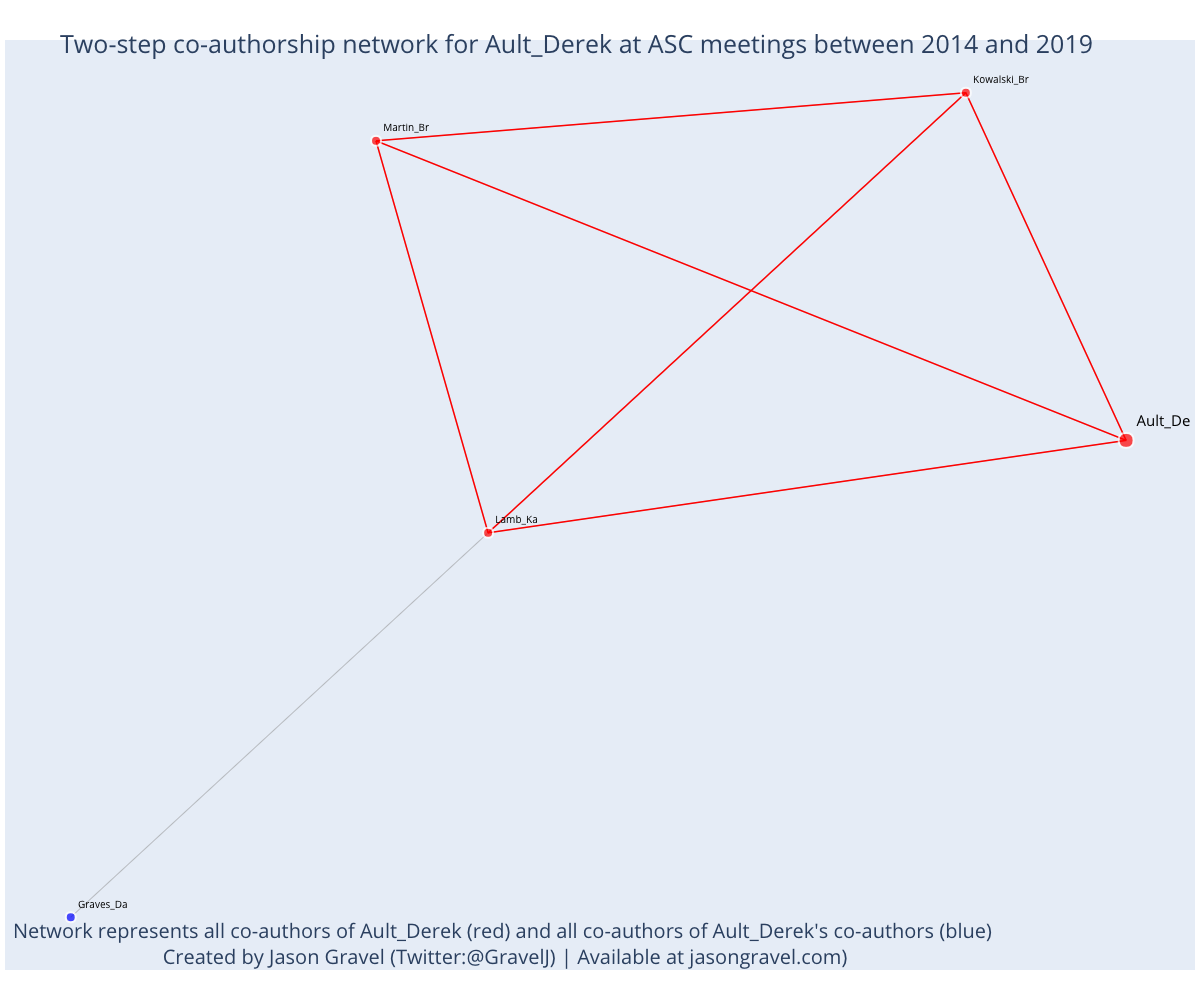 Two-step co-authorship network for Ault_Derek at ASC meetings between 2014 and 2019
Kowalski_Br
Martin_Br
Ault_De
Lamb_Ka
Graves_Da
Network represents all co-authors of Ault_Derek (red) and all co-authors of Ault_Derek's co-authors (blue)
Created by Jason Gravel (Twitter:@GravelJ) | Available at jasongravel.com)